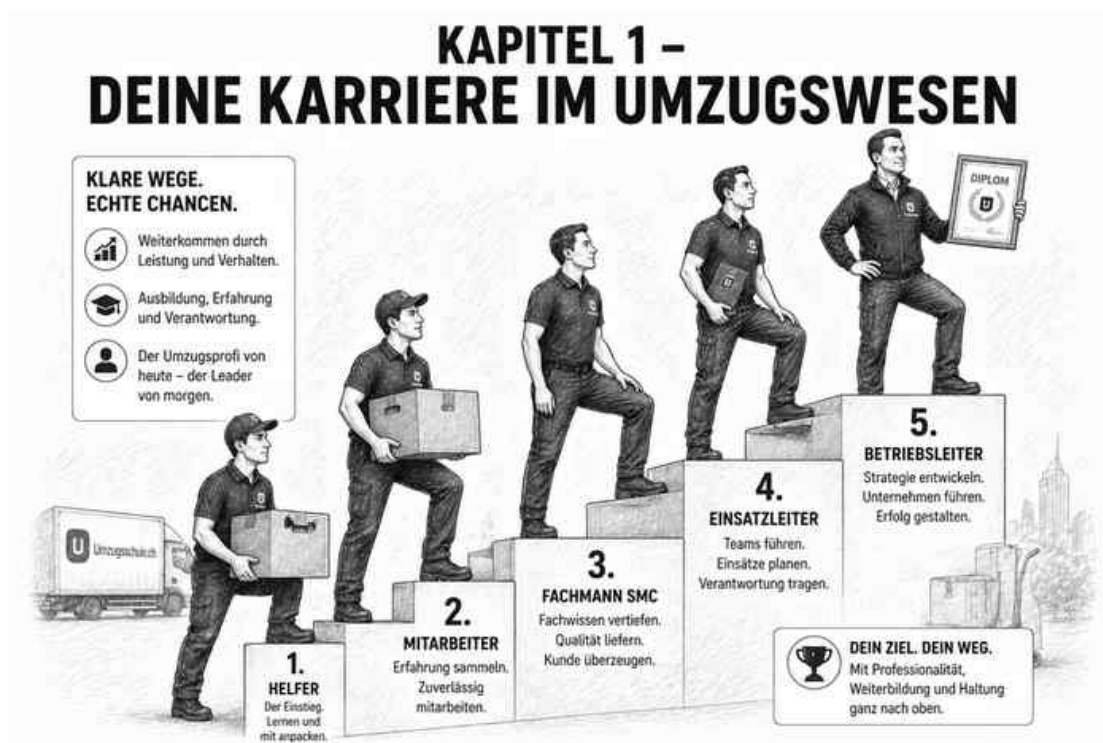 KAPITEL 1 –
DEINE KARRIERE IM UMZUGSWESEN
KLARE WEGE.
ECHTE CHANCEN.
Weiterkommen durch
Leistung und Verhalten.
Ausbildung, Erfahrung
und Verantwortung.
Der Umzugsprofi von
heute – der Leader
von morgen.
DIPLOM
U
U
Umzugsschule.ch
1.
HELFER
Der Einstieg.
Lernen und
mit anpacken.
2.
MITARBEITER
Erfahrung sammeln.
Zuverlässig
mitarbeiten.
3.
FACHMANN SMC
Fachwissen vertiefen.
Qualität liefern.
Kunde überzeugen.
4.
EINSATZLEITER
Teams führen.
Einsätze planen.
Verantwortung tragen.
5.
BETRIEBSLEITER
Strategie entwickeln.
Unternehmen führen.
Erfolg gestalten.
DEIN ZIEL. DEIN WEG.
Mit Professionalität,
Weiterbildung und Haltung
ganz nach oben.